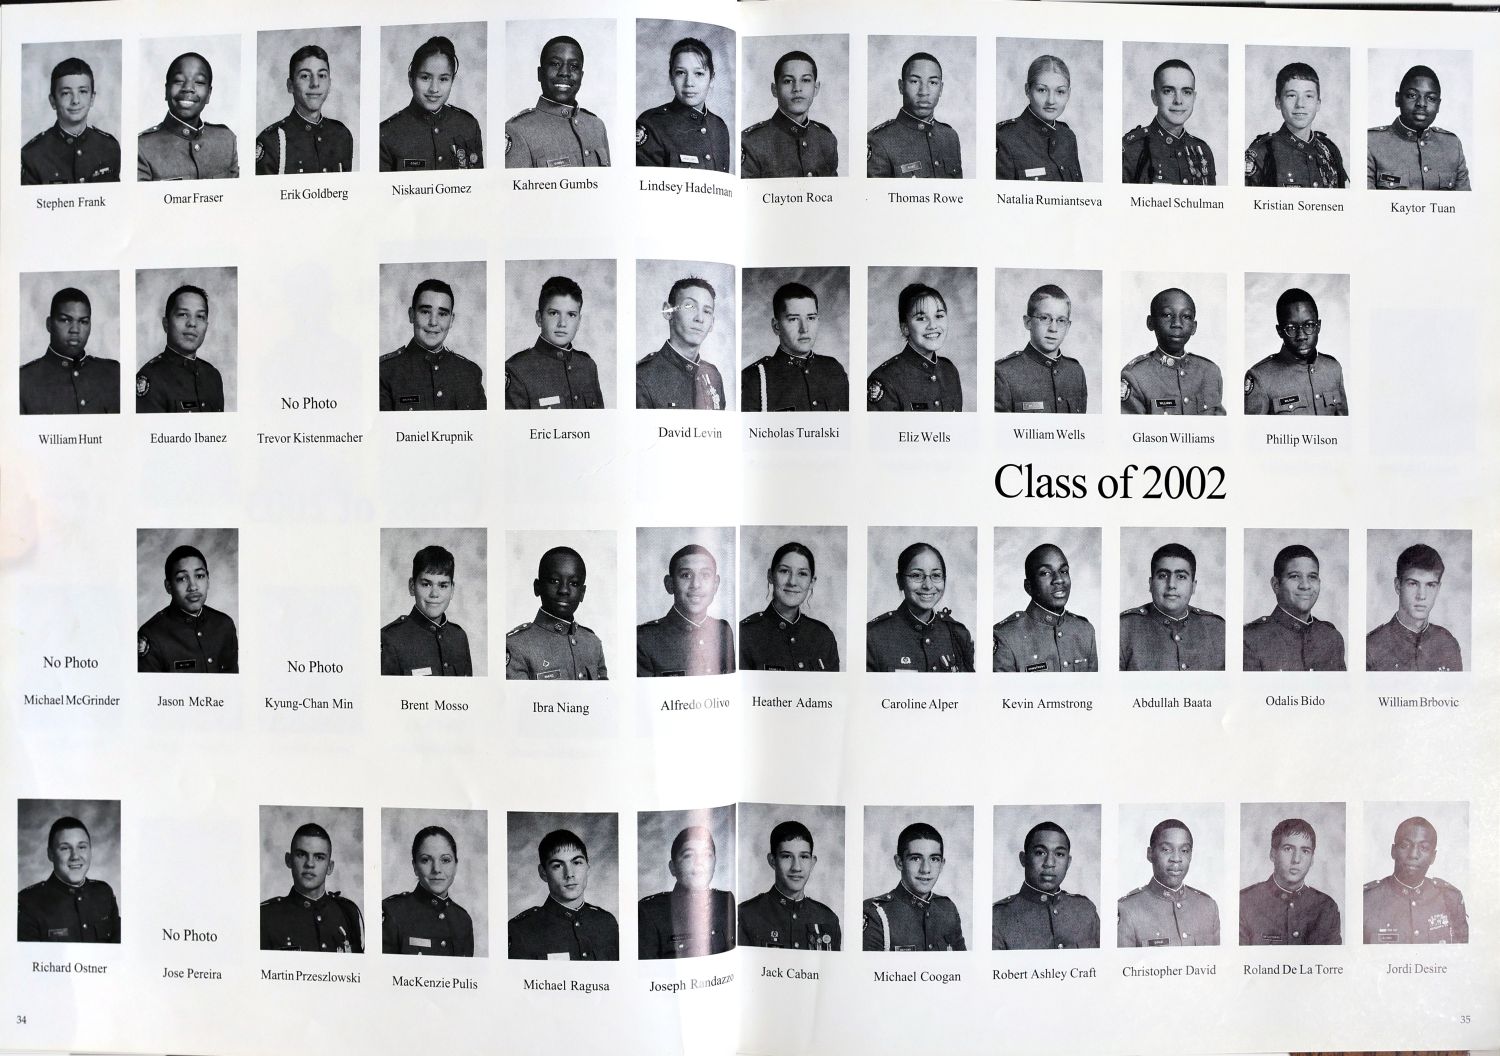 Stephen Frank
Omar Fraser
Erik Goldberg
Niskauri Gomez
Kahreen Gumbs
Lindsey Hadelman
William Hunt
Eduardo Ibanez
No Photo
Trevor Kistenmacher
Daniel Krupnik
Eric Larson
David Levin
No Photo
Michael McGrinder
Jason McRae
No Photo
Kyung-Chan Min
Brent Mosso
Ibra Niang
Alfredo Olivo
Richard Ostner
No Photo
Jose Pereira
Martin Przeszlowski
MacKenzie Pulis
Michael Ragusa
Joseph Randazzo
34
Clayton Roca
Thomas Rowe
Natalia Rumiantseva
Michael Schulman
Kristian Sorensen
Kaytor Tuan
Nicholas Turalski
Eliz Wells
William Wells
Glason Williams
Phillip Wilson
Class of 2002
Heather Adams
Caroline Alper
Kevin Armstrong
Abdullah Baata
Odalis Bido
William Brbovic
Jack Caban
Michael Coogan
Robert Ashley Craft
Christopher David
Roland De La Torre
Jordi Desire
35